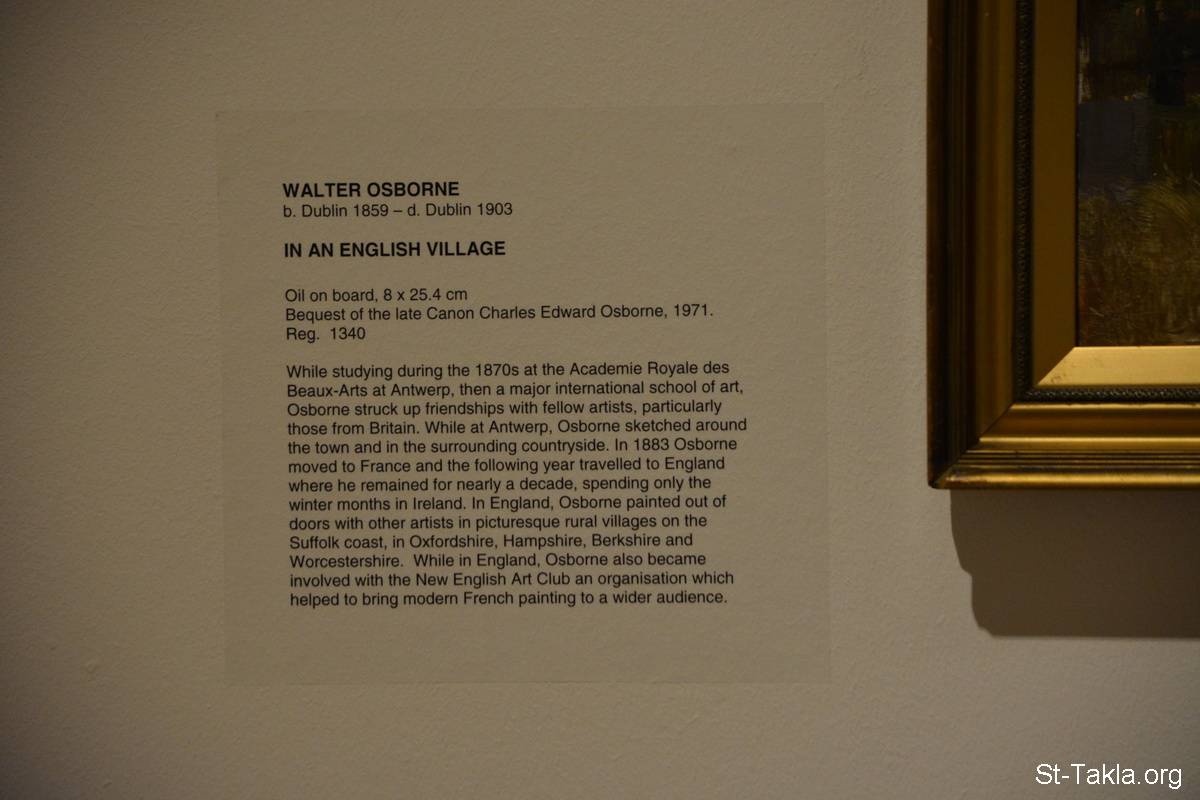 WALTER OSBORNE
b. Dublin 1859 – d. Dublin 1903
IN AN ENGLISH VILLAGE
Oil on board, 8 x 25.4 cm
Bequest of the late Canon Charles Edward Osborne, 1971.
Reg.  1340
While studying during the 1870s at the Academie Royale des
Beaux-Arts at Antwerp, then a major international school of art,
Osborne struck up friendships with fellow artists, particularly
those from Britain. While at Antwerp, Osborne sketched around
the town and in the surrounding countryside. In 1883 Osborne
moved to France and the following year travelled to England
where he remained for nearly a decade, spending only the
winter months in Ireland. In England, Osborne painted out of
doors with other artists in picturesque rural villages on the
Suffolk coast, in Oxfordshire, Hampshire, Berkshire and
Worcestershire.  While in England, Osborne also became
involved with the New English Art Club an organisation which
helped to bring modern French painting to a wider audience.
St-Takla.org